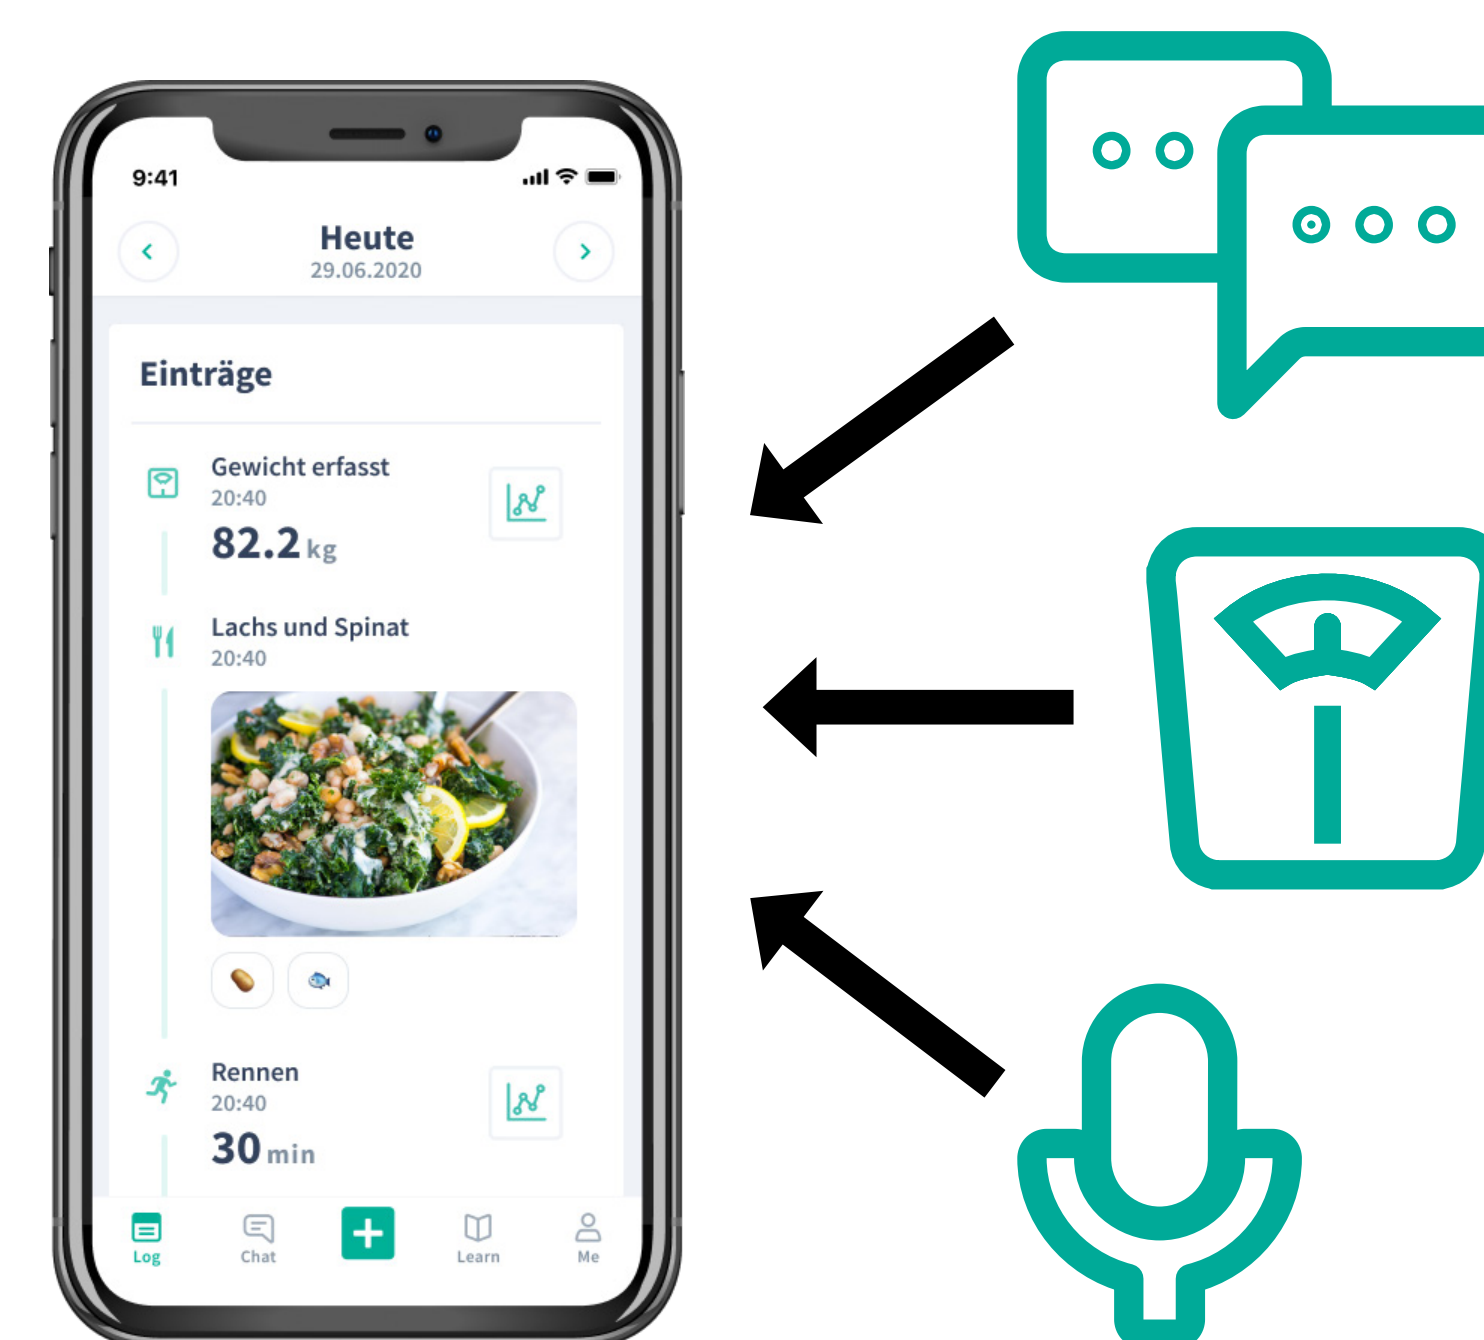 9:41
Heute
29.06.2020
Einträge
Gewicht erfasst
20:40
82.2 kg
Lachs und Spinat
20:40
Rennen
20:40
30 min
Log Chat Learn Me